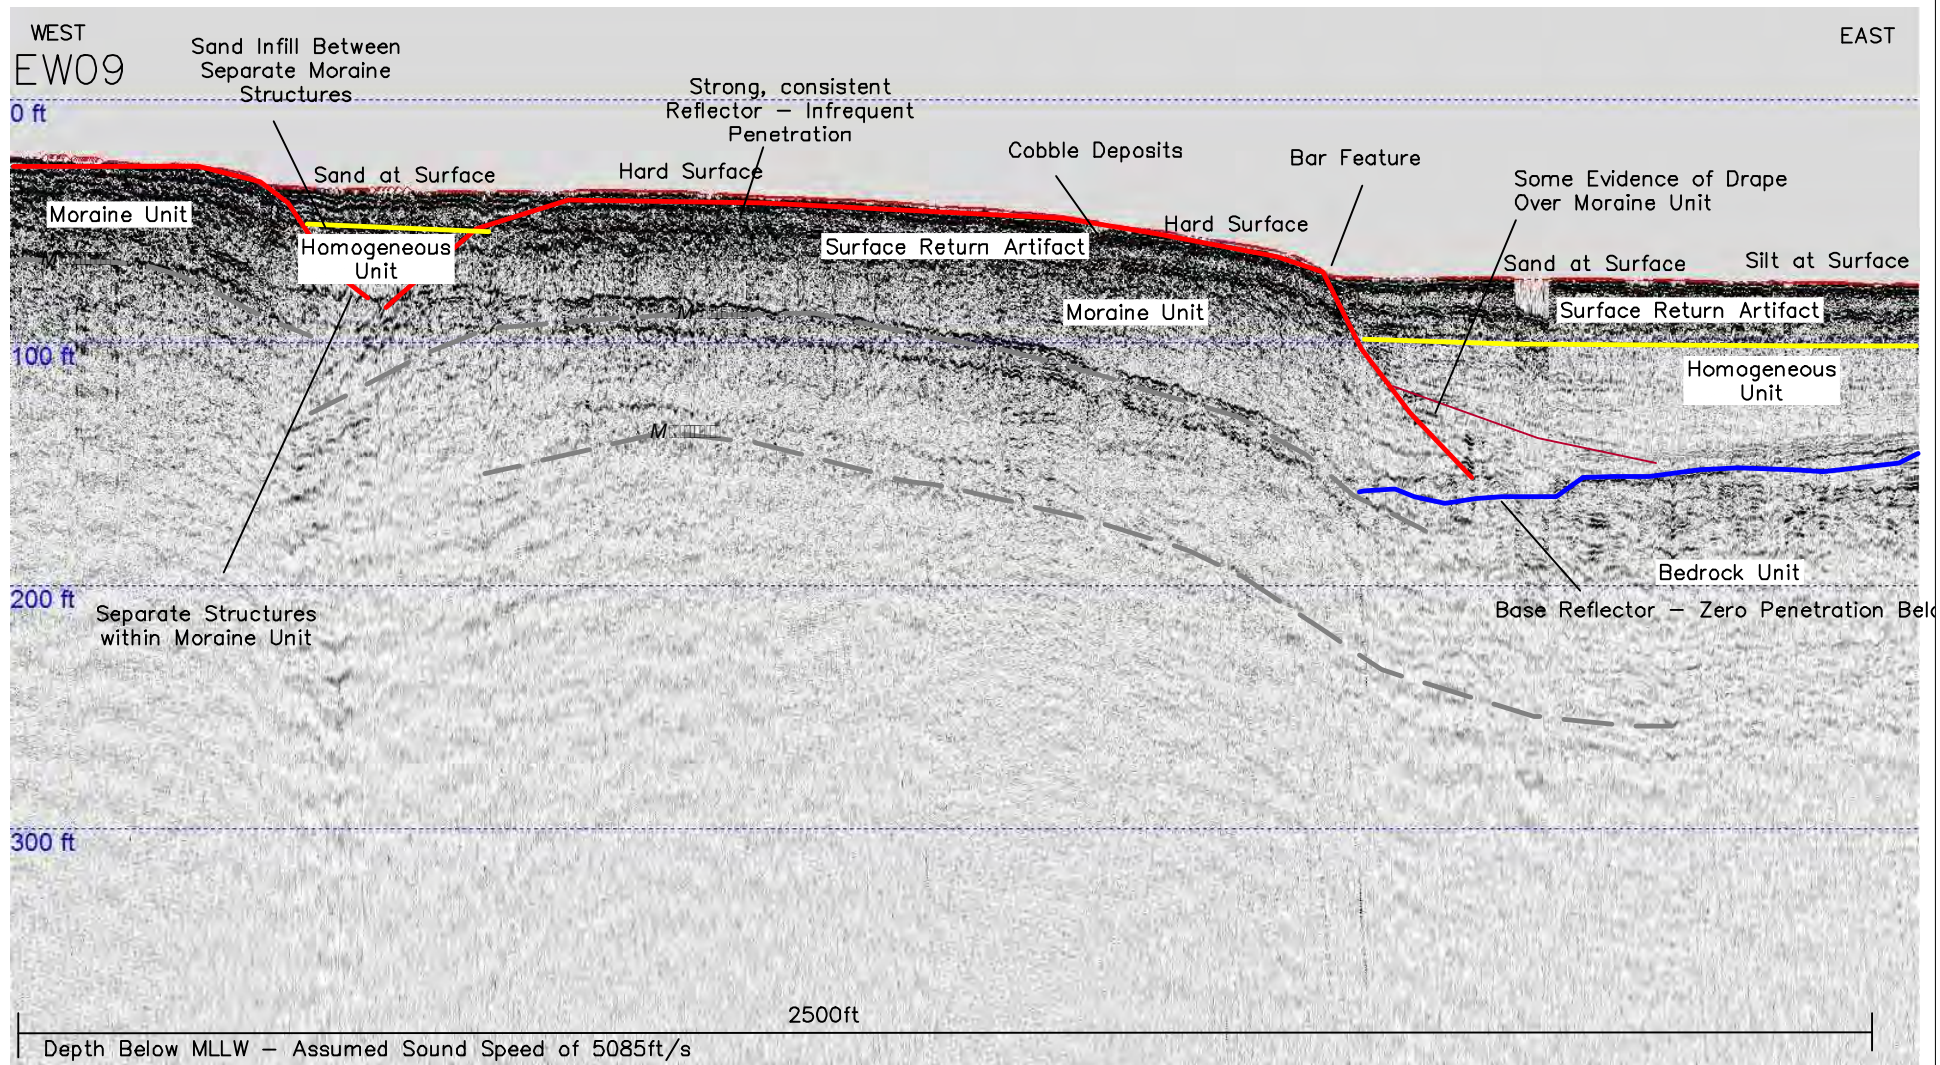 WEST
EAST
EW09
Sand Infill Between
Separate Moraine
Structures
Strong, consistent
Reflector – Infrequent
Penetration
0 ft
Cobble Deposits
Bar Feature
Some Evidence of Drape
Over Moraine Unit
Sand at Surface
Hard Surface
Moraine Unit
Hard Surface
Homogeneous
Unit
Surface Return Artifact
Sand at Surface
Silt at Surface
M
M
Moraine Unit
Surface Return Artifact
100 ft
Homogeneous
Unit
M
Bedrock Unit
200 ft
Separate Structures
within Moraine Unit
Base Reflector – Zero Penetration Belo
300 ft
2500ft
Depth Below MLLW – Assumed Sound Speed of 5085ft/s